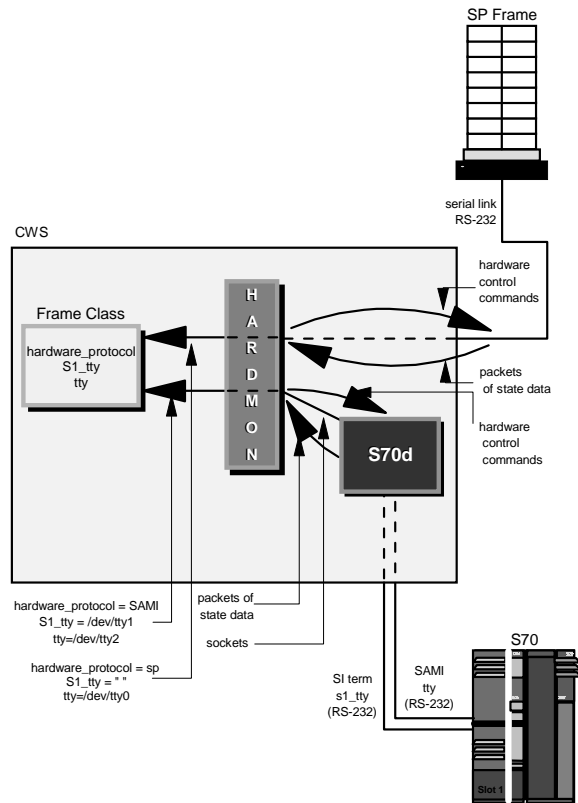 SP Frame
serial link
RS-232
CWS
hardware
control
commands
H
A
R
D
M
O
N
Frame Class
hardware_protocol
S1_tty
tty
packets
of state data
hardware
control
commands
S70d
hardware_protocol = SAMI
S1_tty = /dev/tty1
tty=/dev/tty2
packets of
state data
sockets
hardware_protocol = sp
S1_tty = " "
tty=/dev/tty0
SI term
s1_tty
(RS-232)
SAMI
tty
(RS-232)
S70
Slot 1